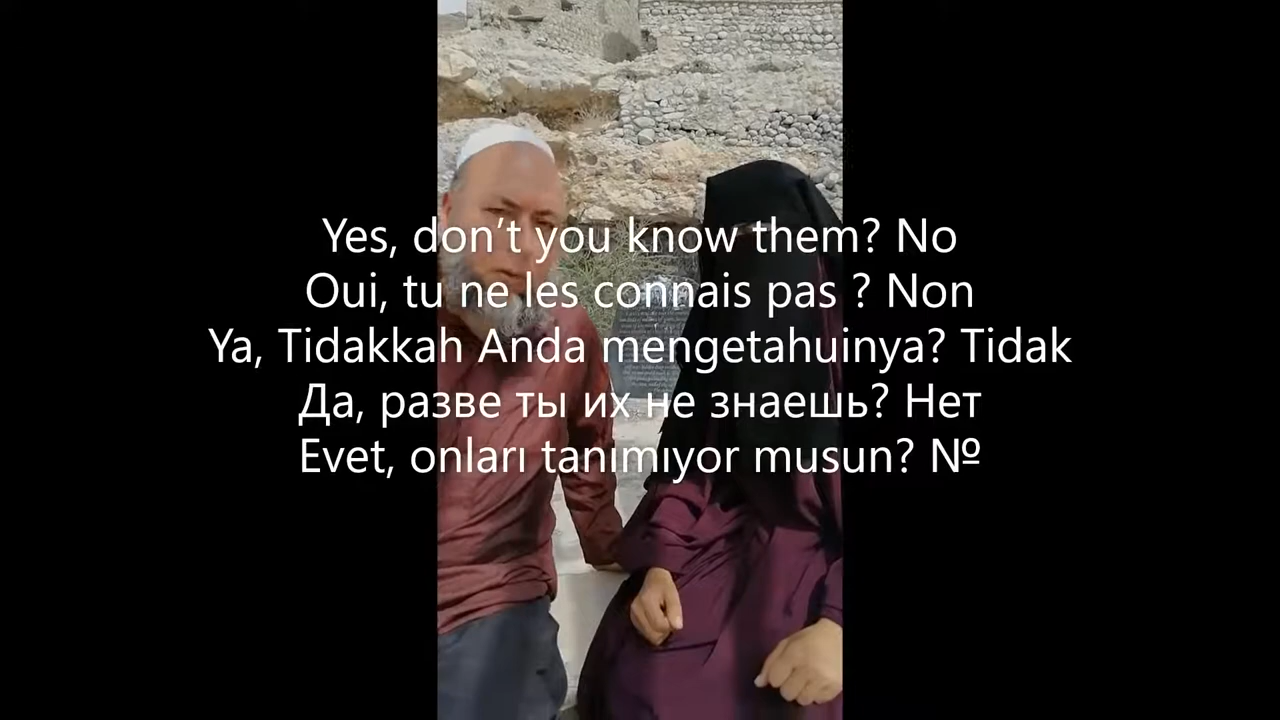 Yes, don’t you know them? No
Oui, tu ne les connais pas ? Non
Ya, Tidakkah Anda mengetahuinya? Tidak
Да, разве ты их не знаешь? Нет
Evet, onları tanımıyor musun? №